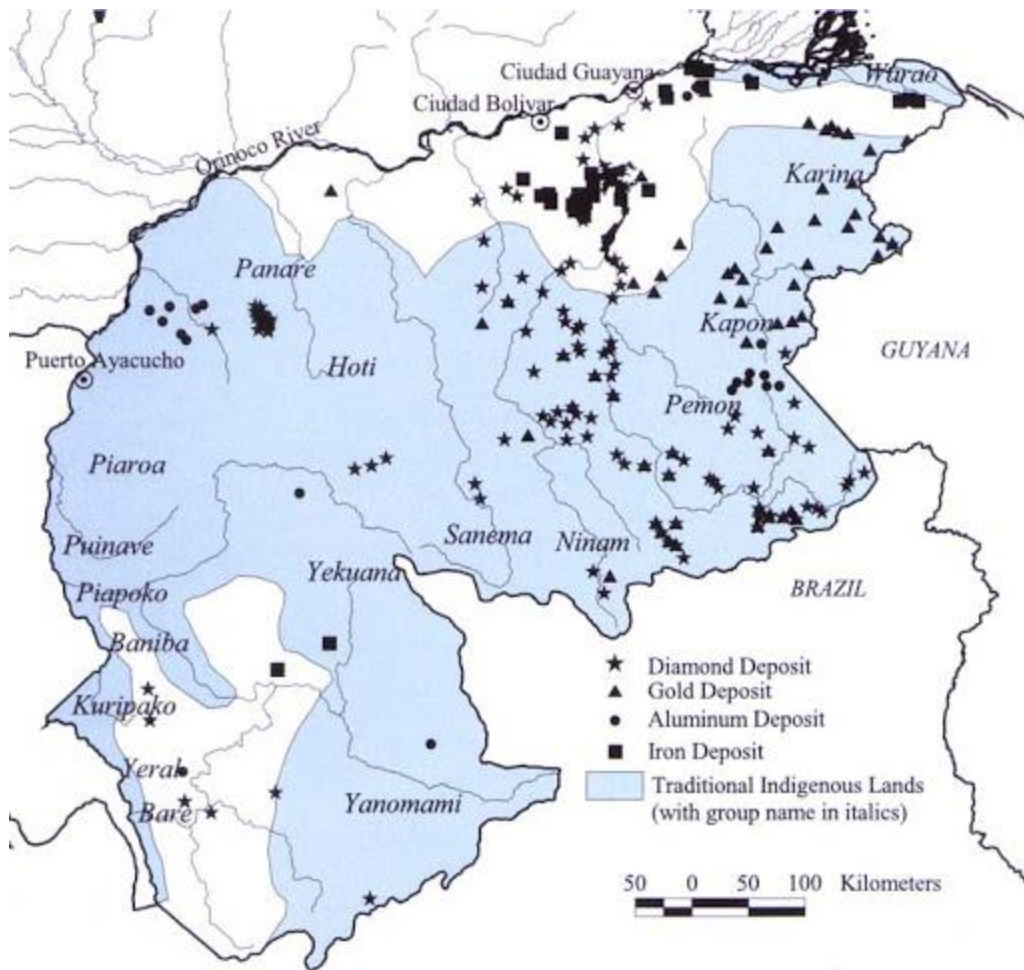 Ciudad Guayana
Warao
Ciudad Bolivar
Orinoco River
Karina
Panare
Kapon
GUYANA
Puerto Ayacucho
Hoti
Pemon
Piaroa
Sanema
Ninam
Puinave
Yekuana
Piapoko
BRAZIL
Baniba
Kuripako
Yeral
Bare
Yanomami
Diamond Deposit
Gold Deposit
Aluminum Deposit
Iron Deposit
Traditional Indigenous Lands
(with group name in italics)
50 0 50 100 Kilometers